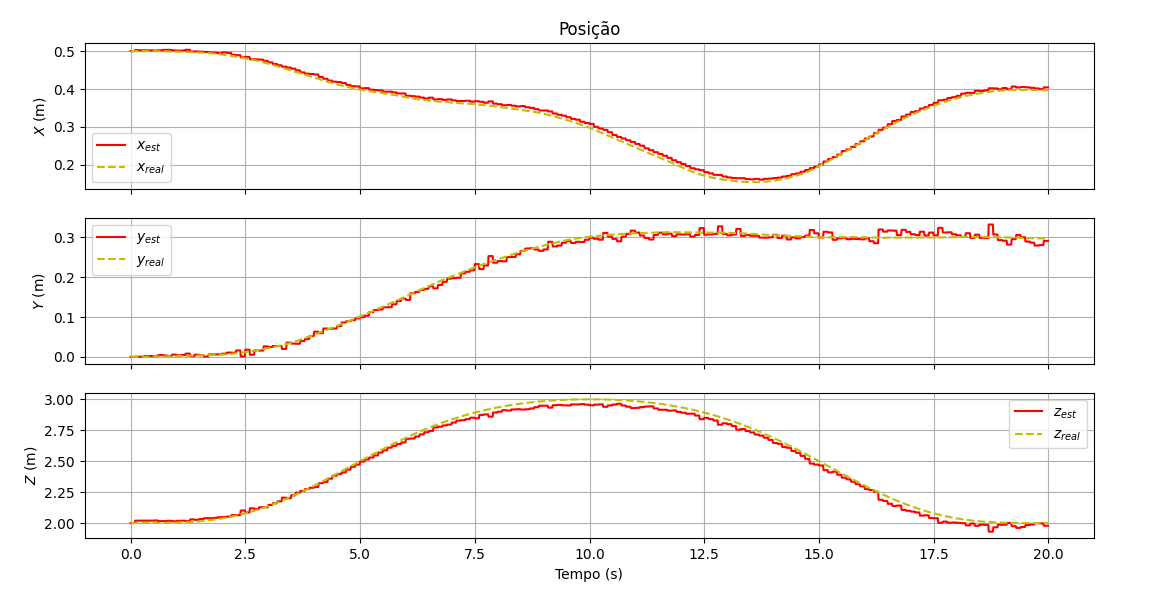 Posição
0.5
0.4
0.3
0.2
X (m)
x_est
x_real
0.3
0.2
0.1
0.0
Y (m)
y_est
y_real
3.00
2.75
2.50
2.25
2.00
Z (m)
z_est
z_real
0.0 2.5 5.0 7.5 10.0 12.5 15.0 17.5 20.0
Tempo (s)